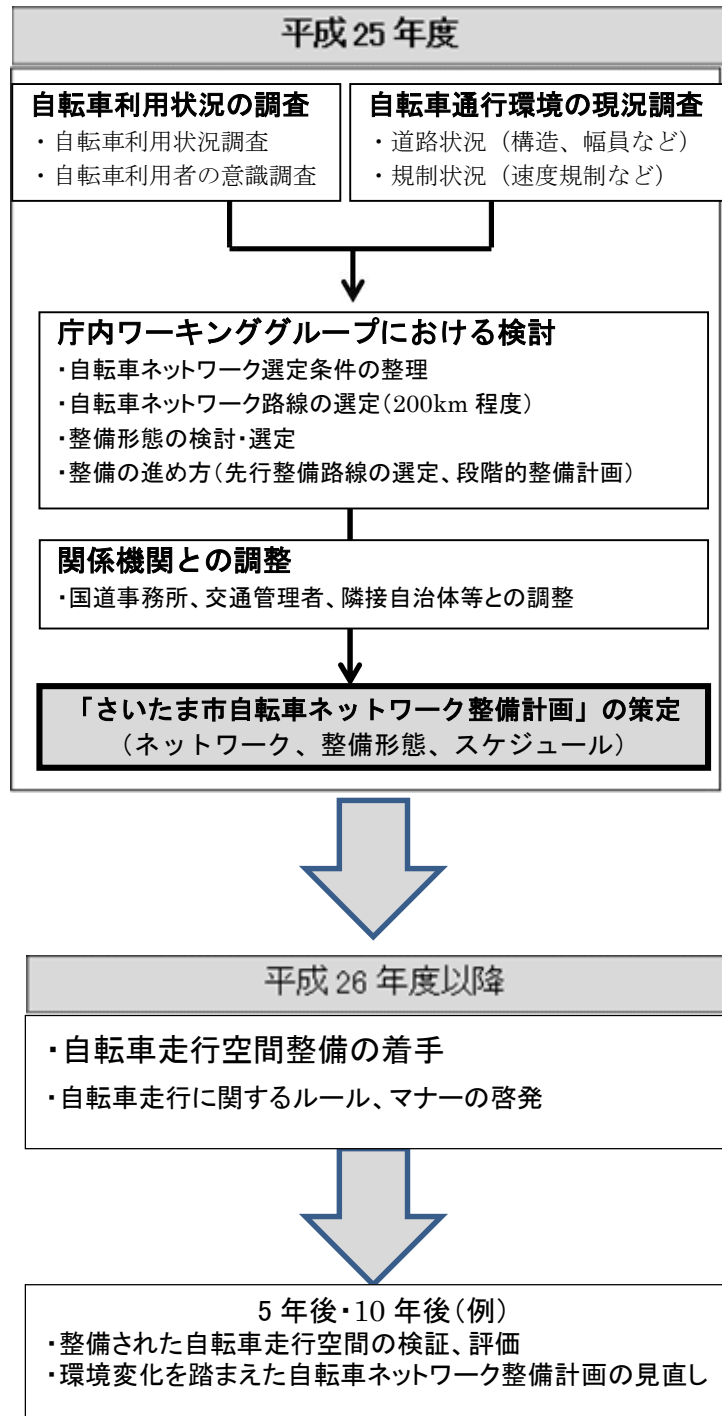 平成25年度
自転車利用状況の調査
・自転車利用状況調査
・自転車利用者の意識調査
自転車通行環境の現況調査
・道路状況（構造、幅員など）
・規制状況（速度規制など）
庁内ワーキンググループにおける検討
・自転車ネットワーク選定条件の整理
・自転車ネットワーク路線の選定（200km 程度）
・整備形態の検討・選定
・整備の進め方（先行整備路線の選定、段階的整備計画）
関係機関との調整
・国道事務所、交通管理者、隣接自治体等との調整
「さいたま市自転車ネットワーク整備計画」の策定
（ネットワーク、整備形態、スケジュール）
平成26年度以降
・自転車走行空間整備の着手
・自転車走行に関するルール、マナーの啓発
5年後・10年後（例）
・整備された自転車走行空間の検証、評価
・環境変化を踏まえた自転車ネットワーク整備計画の見直し